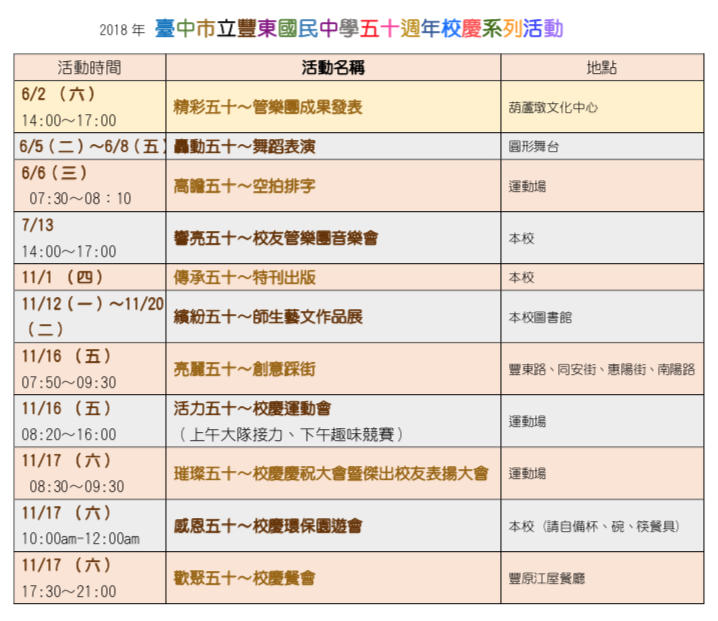 2018 年 臺中市立豐東國民中學五十週年校慶系列活動
活動時間 活動名稱 地點
6/2 （六）
14:00～17:00
精彩五十～管樂團成果發表
葫蘆墩文化中心
6/5（二）～6/8（五）
轟動五十～舞蹈表演
圓形舞台
6/6（三）
07:30～08：10
高瞻五十～空拍排字
運動場
7/13
14:00～17:00
響亮五十～校友管樂團音樂會
本校
11/1 （四）
傳承五十～特刊出版
本校
11/12（一）～11/20
（二）
繽紛五十～師生藝文作品展
本校圖書館
11/16 （五）
07:50～09:30
亮麗五十～創意踩街
豐東路、同安街、惠陽街、南陽路
11/16 （五）
08:20～16:00
活力五十～校慶運動會
（上午大隊接力、下午趣味競賽）
運動場
11/17 （六）
08:30～09:30
璀璨五十～校慶慶祝大會暨傑出校友表揚大會
運動場
11/17 （六）
10:00am-12:00am
感恩五十～校慶環保園遊會
本校（請自備杯、碗、筷餐具）
11/17 （六）
17:30～21:00
歡聚五十～校慶餐會
豐原江屋餐廳